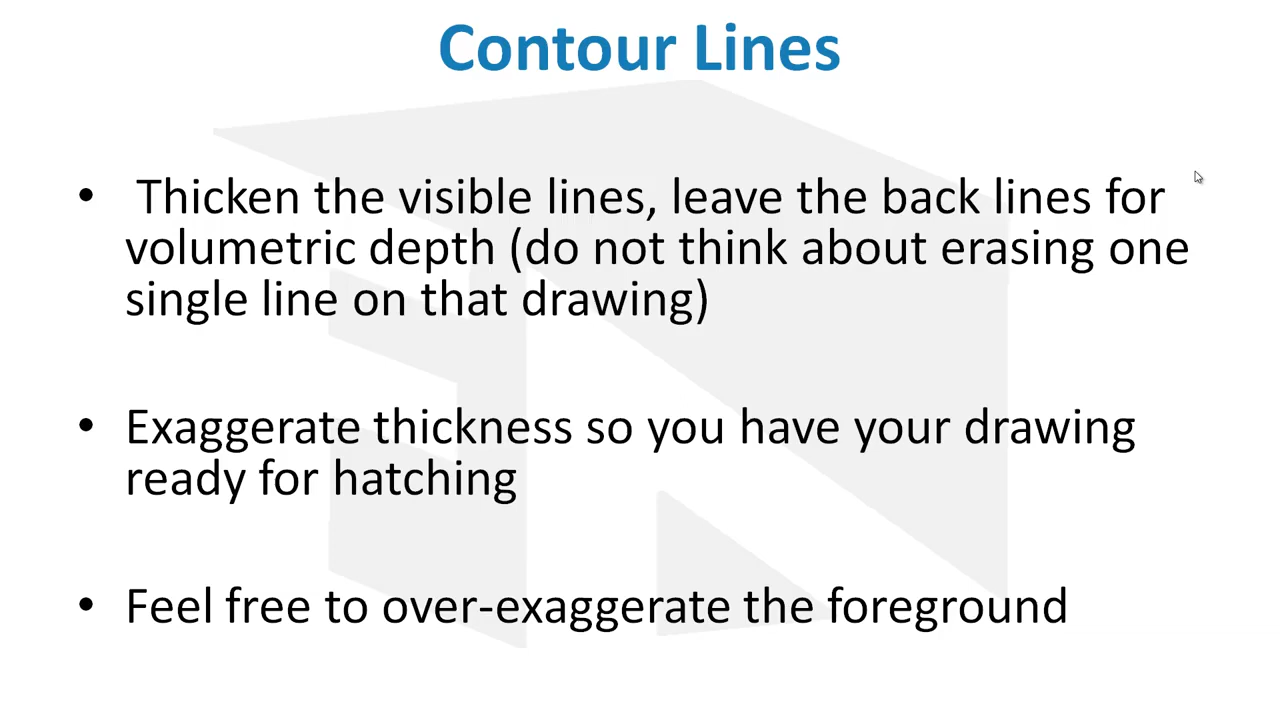 Contour Lines
• Thicken the visible lines, leave the back lines for
volumetric depth (do not think about erasing one
single line on that drawing)
• Exaggerate thickness so you have your drawing
ready for hatching
• Feel free to over-exaggerate the foreground